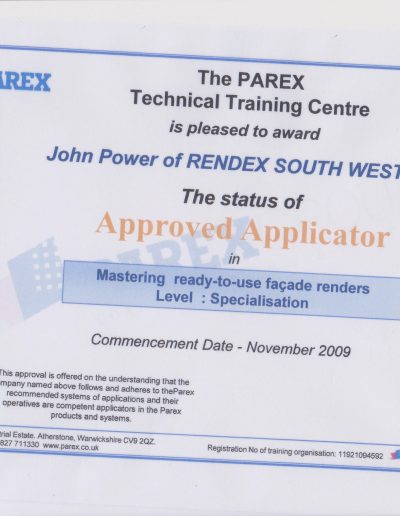 PAREX
The PAREX
Technical Training Centre
is pleased to award
John Power of RENDEX SOUTH WEST
The status of
Approved Applicator
in
Mastering ready-to-use façade renders
Level : Specialisation
Commencement Date - November 2009
This approval is offered on the understanding that the
company named above follows and adheres to theParex
recommended systems of applications and their
operatives are competent applicators in the Parex
products and systems.
trial Estate. Atherstone, Warwickshire CV9 2QZ.
827 711330 www.parex.co.uk
Registration No of training organisation: 11921094592
PAREX